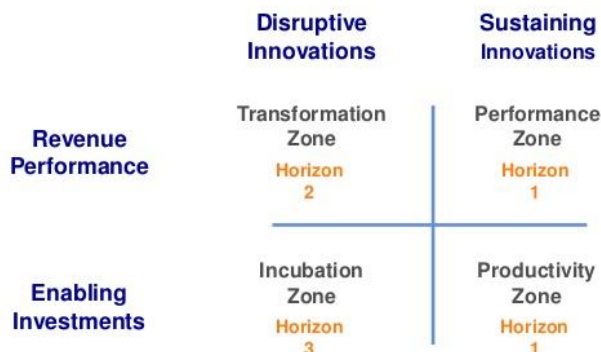 Disruptive
Innovations
Sustaining
Innovations
Revenue
Performance
Transformation
Zone
Horizon
2
Performance
Zone
Horizon
1
Enabling
Investments
Incubation
Zone
Horizon
3
Productivity
Zone
Horizon
1